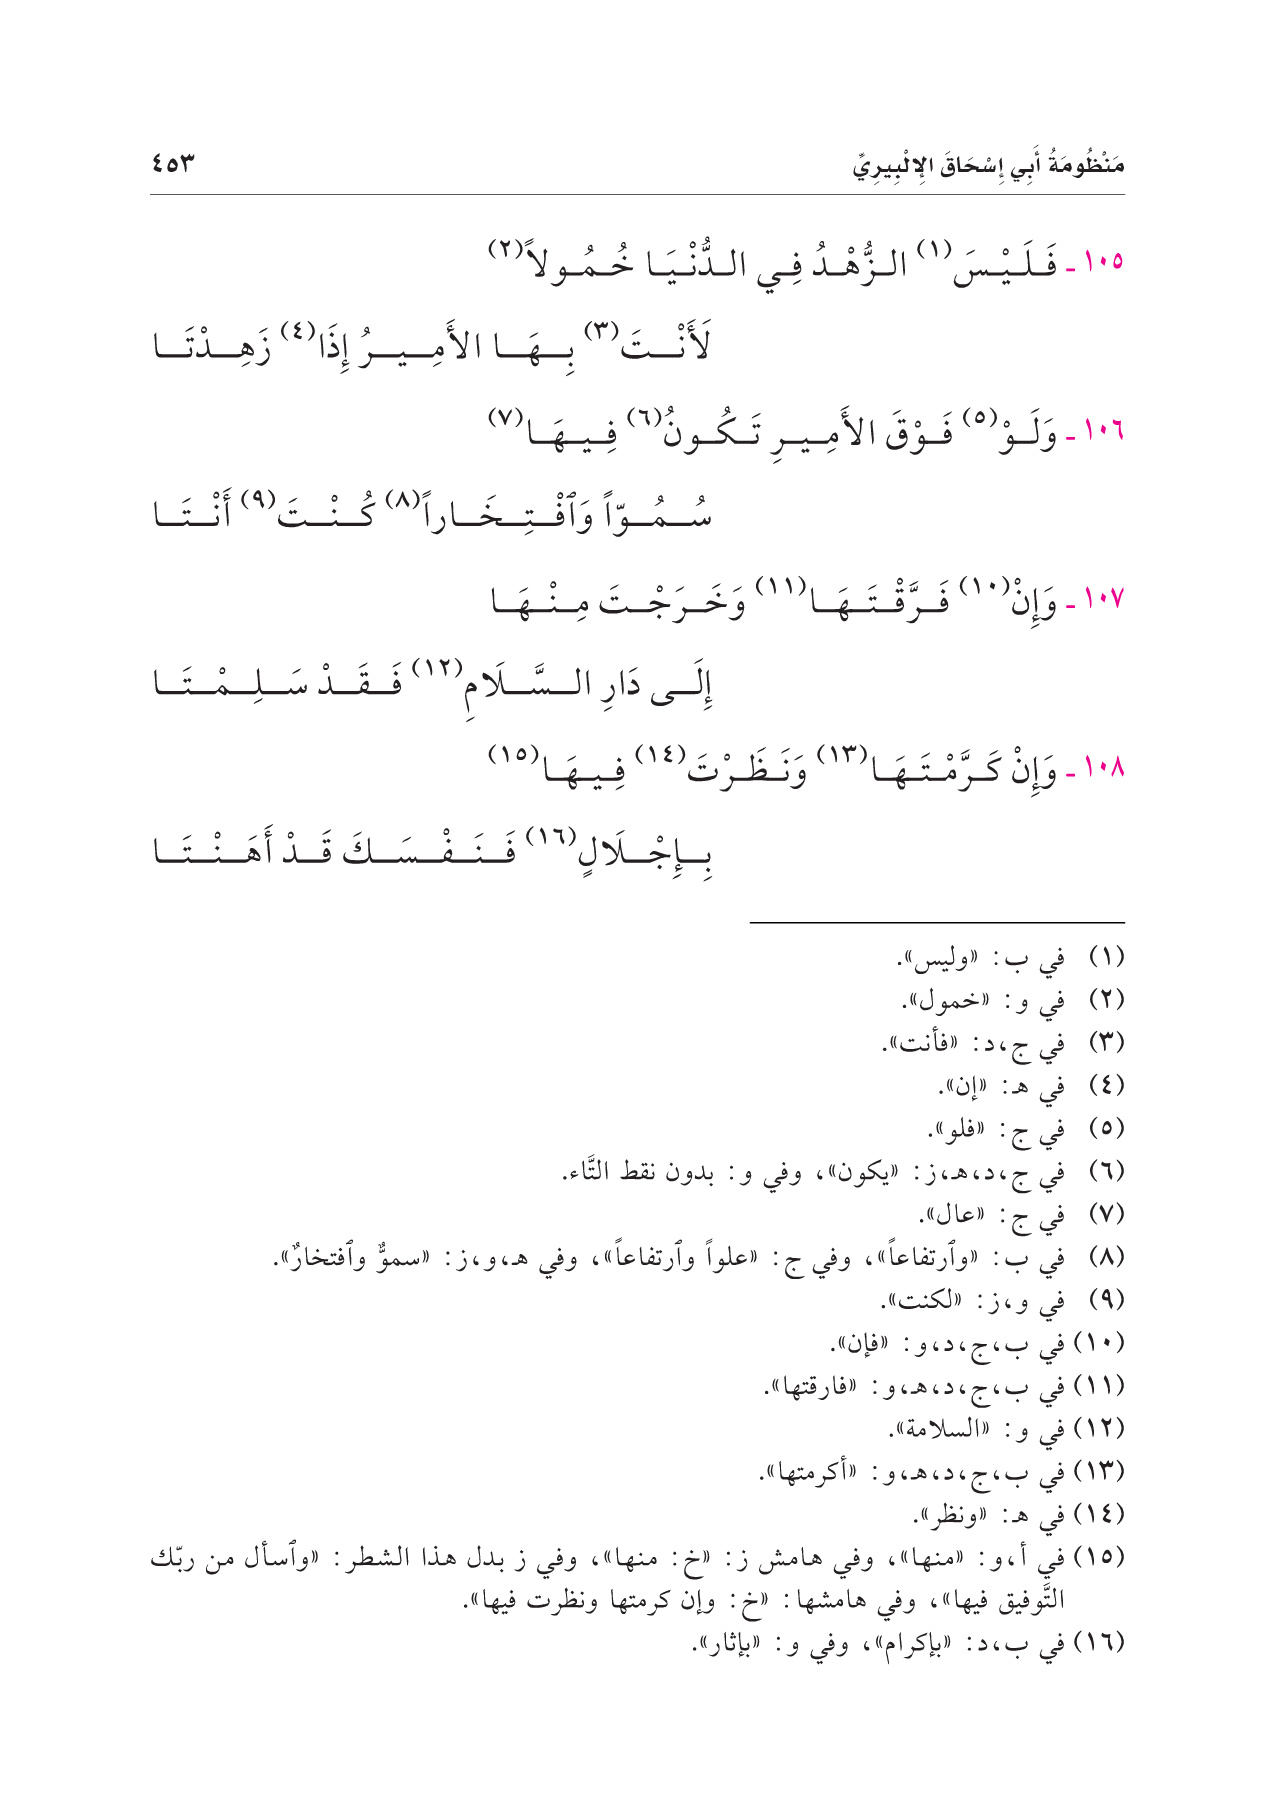 مَنْظُومَةُ أَبِي إِسْحَاقَ الإِلْبِيرِيِّ ٤٥٣
١٠٥ - فَلَيْسَ(١) الزُّهْدُ فِي الدُّنْيَا خُمُولاً(٢)
لَأَنْتَ(٣) بِهَا الأَمِيرُ إِذَا(٤) زَهِدْتَا
١٠٦ - وَلَوْ(٥) فَوْقَ الأَمِيرِ تَكُونُ(٦) فِيهَا(٧)
سُمُوّاً وَٱفْتِخَاراً(٨) كُنْتَ(٩) أَنْتَا
١٠٧ - وَإِنْ(١٠) فَرَّقْتَهَا(١١) وَخَرَجْتَ مِنْهَا
إِلَى دَارِ السَّلَامِ(١٢) فَقَدْ سَلِمْتَا
١٠٨ - وَإِنْ كَرَّمْتَهَا(١٣) وَنَظَرْتَ(١٤) فِيهَا(١٥)
بِإِجْلَالٍ(١٦) فَنَفْسَكَ قَدْ أَهَنْتَا
(١) في ب: «وليس».
(٢) في و: «خمول».
(٣) في ج،د: «فأنت».
(٤) في هـ: «إن».
(٥) في ج: «فلو».
(٦) في ج،د،هـ،ز: «يكون»، وفي و: بدون نقط التَّاء.
(٧) في ج: «عال».
(٨) في ب: «وٱرتفاعاً»، وفي ج: «علواً وٱرتفاعاً»، وفي هـ،و،ز: «سموٌّ وٱفتخارٌ».
(٩) في و،ز: «لكنت».
(١٠) في ب،ج،د،و: «فإن».
(١١) في ب،ج،د،هـ،و: «فارقتها».
(١٢) في و: «السلامة».
(١٣) في ب،ج،د،هـ،و: «أكرمتها».
(١٤) في هـ: «ونظر».
(١٥) في أ،و: «منها»، وفي هامش ز: «خ: منها»، وفي ز بدل هذا الشطر: «وٱسأل من ربّك
التَّوفيق فيها»، وفي هامشها: «خ: وإن كرمتها ونظرت فيها».
(١٦) في ب،د: «بإكرام»، وفي و: «بإثار».